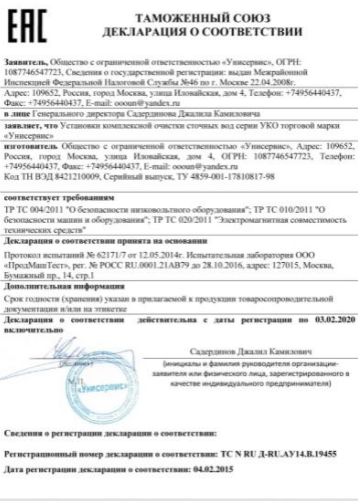 EAC
ТАМОЖЕННЫЙ СОЮЗ
ДЕКЛАРАЦИЯ О СООТВЕТСТВИИ
Заявитель, Общество с ограниченной ответственностью «Унисервис», ОГРН:
1087746547723, Сведения о государственной регистрации: выдан Межрайонной
Инспекцией Федеральной Налоговой Службы №46 по г. Москве 22.04.2008г.
Адрес: 109652, Россия, город Москва, улица Иловайская, дом 4, Телефон: +74956440437,
Факс: +74956440437, E-mail: oooun@yandex.ru
в лице Генерального директора Садердинова Джалила Камиловича
заявляет, что Установки комплексной очистки сточных вод серии УКО торговой марки
«Унисервис»
изготовитель Общество с ограниченной ответственностью «Унисервис», Адрес: 109652,
Россия, город Москва, улица Иловайская, дом 4, ОГРН: 1087746547723, Телефон:
+74956440437, Факс: +74956440437, E-mail: oooun@yandex.ru
Код ТН ВЭД 8421210009, Серийный выпуск, ТУ 4859-001-17810817-98
соответствует требованиям
ТР ТС 004/2011 "О безопасности низковольтного оборудования"; ТР ТС 010/2011 "О
безопасности машин и оборудования"; ТР ТС 020/2011 "Электромагнитная совместимость
технических средств"
Декларация о соответствии принята на основании
Протокол испытаний № 62171/7 от 12.05.2014г. Испытательная лаборатория ООО
«ПродМашТест», рег. № РОСС RU.0001.21АВ79 до 28.10.2016, адрес: 127015, Москва,
Бумажный пр., 14, стр.1
Дополнительная информация
Срок годности (хранения) указан в прилагаемой к продукции товаросопроводительной
документации и/или на этикетке
Декларация о соответствии действительна с даты регистрации по 03.02.2020
включительно
Садердинов Джалил Камилович
(подпись)
(инициалы и фамилия руководителя организации-
заявителя или физического лица, зарегистрированного в
качестве индивидуального предпринимателя)
М.П.
«Унисервис»
Сведения о регистрации декларации о соответствии:
Регистрационный номер декларации о соответствии: ТС N RU Д-RU.АУ14.В.19455
Дата регистрации декларации о соответствии: 04.02.2015